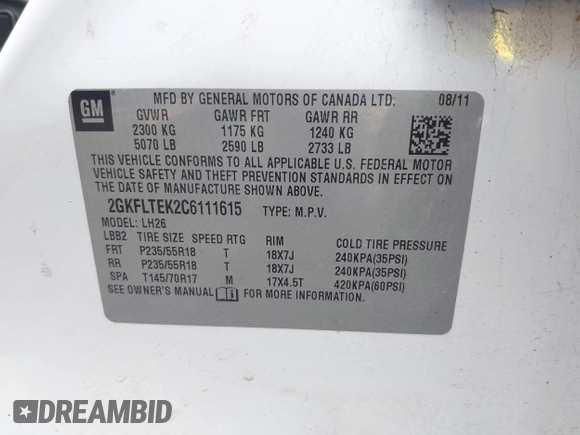 GM
MFD BY GENERAL MOTORS OF CANADA LTD. 08/11
GVWR GAWR FRT GAWR RR
2300 KG 1175 KG 1240 KG
5070 LB 2590 LB 2733 LB
THIS VEHICLE CONFORMS TO ALL APPLICABLE U.S. FEDERAL MOTOR
VEHICLE SAFETY AND THEFT PREVENTION STANDARDS IN EFFECT ON
THE DATE OF MANUFACTURE SHOWN ABOVE.
2GKFLTEK2C6111615 TYPE: M.P.V.
MODEL: LH26
LBB2 TIRE SIZE SPEED RTG RIM COLD TIRE PRESSURE
FRT P235/55R18 T 18X7J 240KPA(35PSI)
RR P235/55R18 T 18X7J 240KPA(35PSI)
SPA T145/70R17 M 17X4.5T 420KPA(60PSI)
SEE OWNER'S MANUAL FOR MORE INFORMATION.
DREAMBID